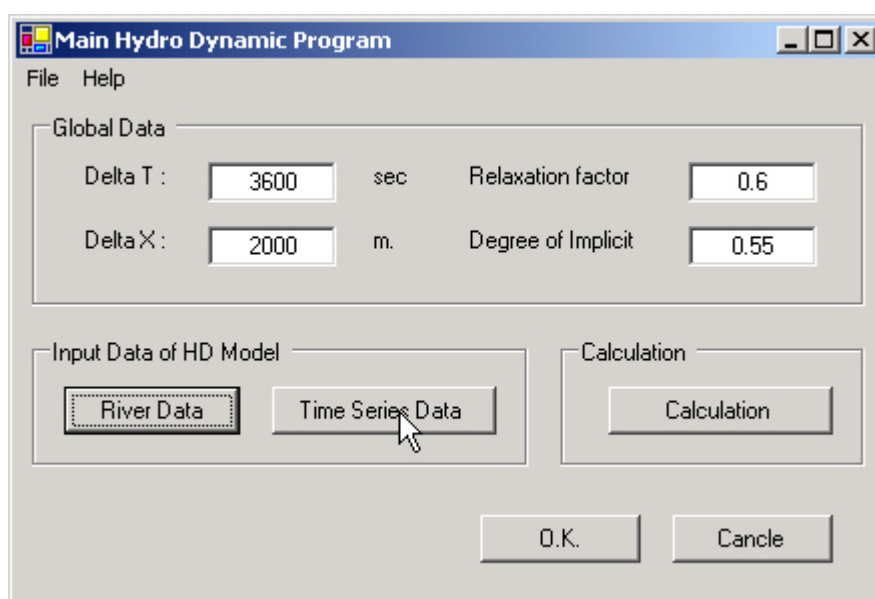 Main Hydro Dynamic Program
File Help
Global Data
Delta T : 3600 sec Relaxation factor 0.6
Delta X : 2000 m. Degree of Implicit 0.55
Input Data of HD Model Calculation
River Data Time Series Data Calculation
O.K. Cancle